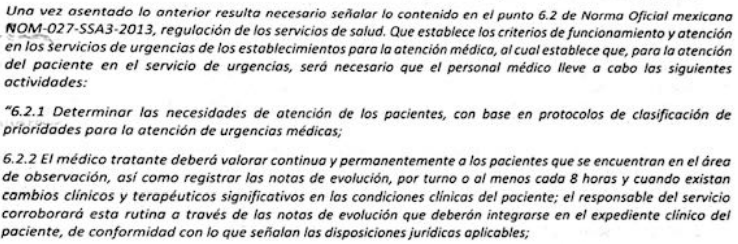 Una vez asentado lo anterior resulta necesario señalar lo contenido en el punto 6.2 de Norma Oficial mexicana
NOM-027-SSA3-2013, regulación de los servicios de salud. Que establece los criterios de funcionamiento y atención
en los servicios de urgencias de los establecimientos para la atención médica, al cual establece que, para la atención
del paciente en el servicio de urgencias, será necesario que el personal médico lleve a cabo las siguientes
actividades:
"6.2.1 Determinar las necesidades de atención de los pacientes, con base en protocolos de clasificación de
prioridades para la atención de urgencias médicas;
6.2.2 El médico tratante deberá valorar continua y permanentemente a los pacientes que se encuentran en el área
de observación, así como registrar las notas de evolución, por turno o al menos cada 8 horas y cuando existan
cambios clínicos y terapéuticos significativos en las condiciones clínicas del paciente; el responsable del servicio
corroborará esta rutina a través de las notas de evolución que deberán integrarse en el expediente clínico del
paciente, de conformidad con lo que señalan las disposiciones jurídicas aplicables;